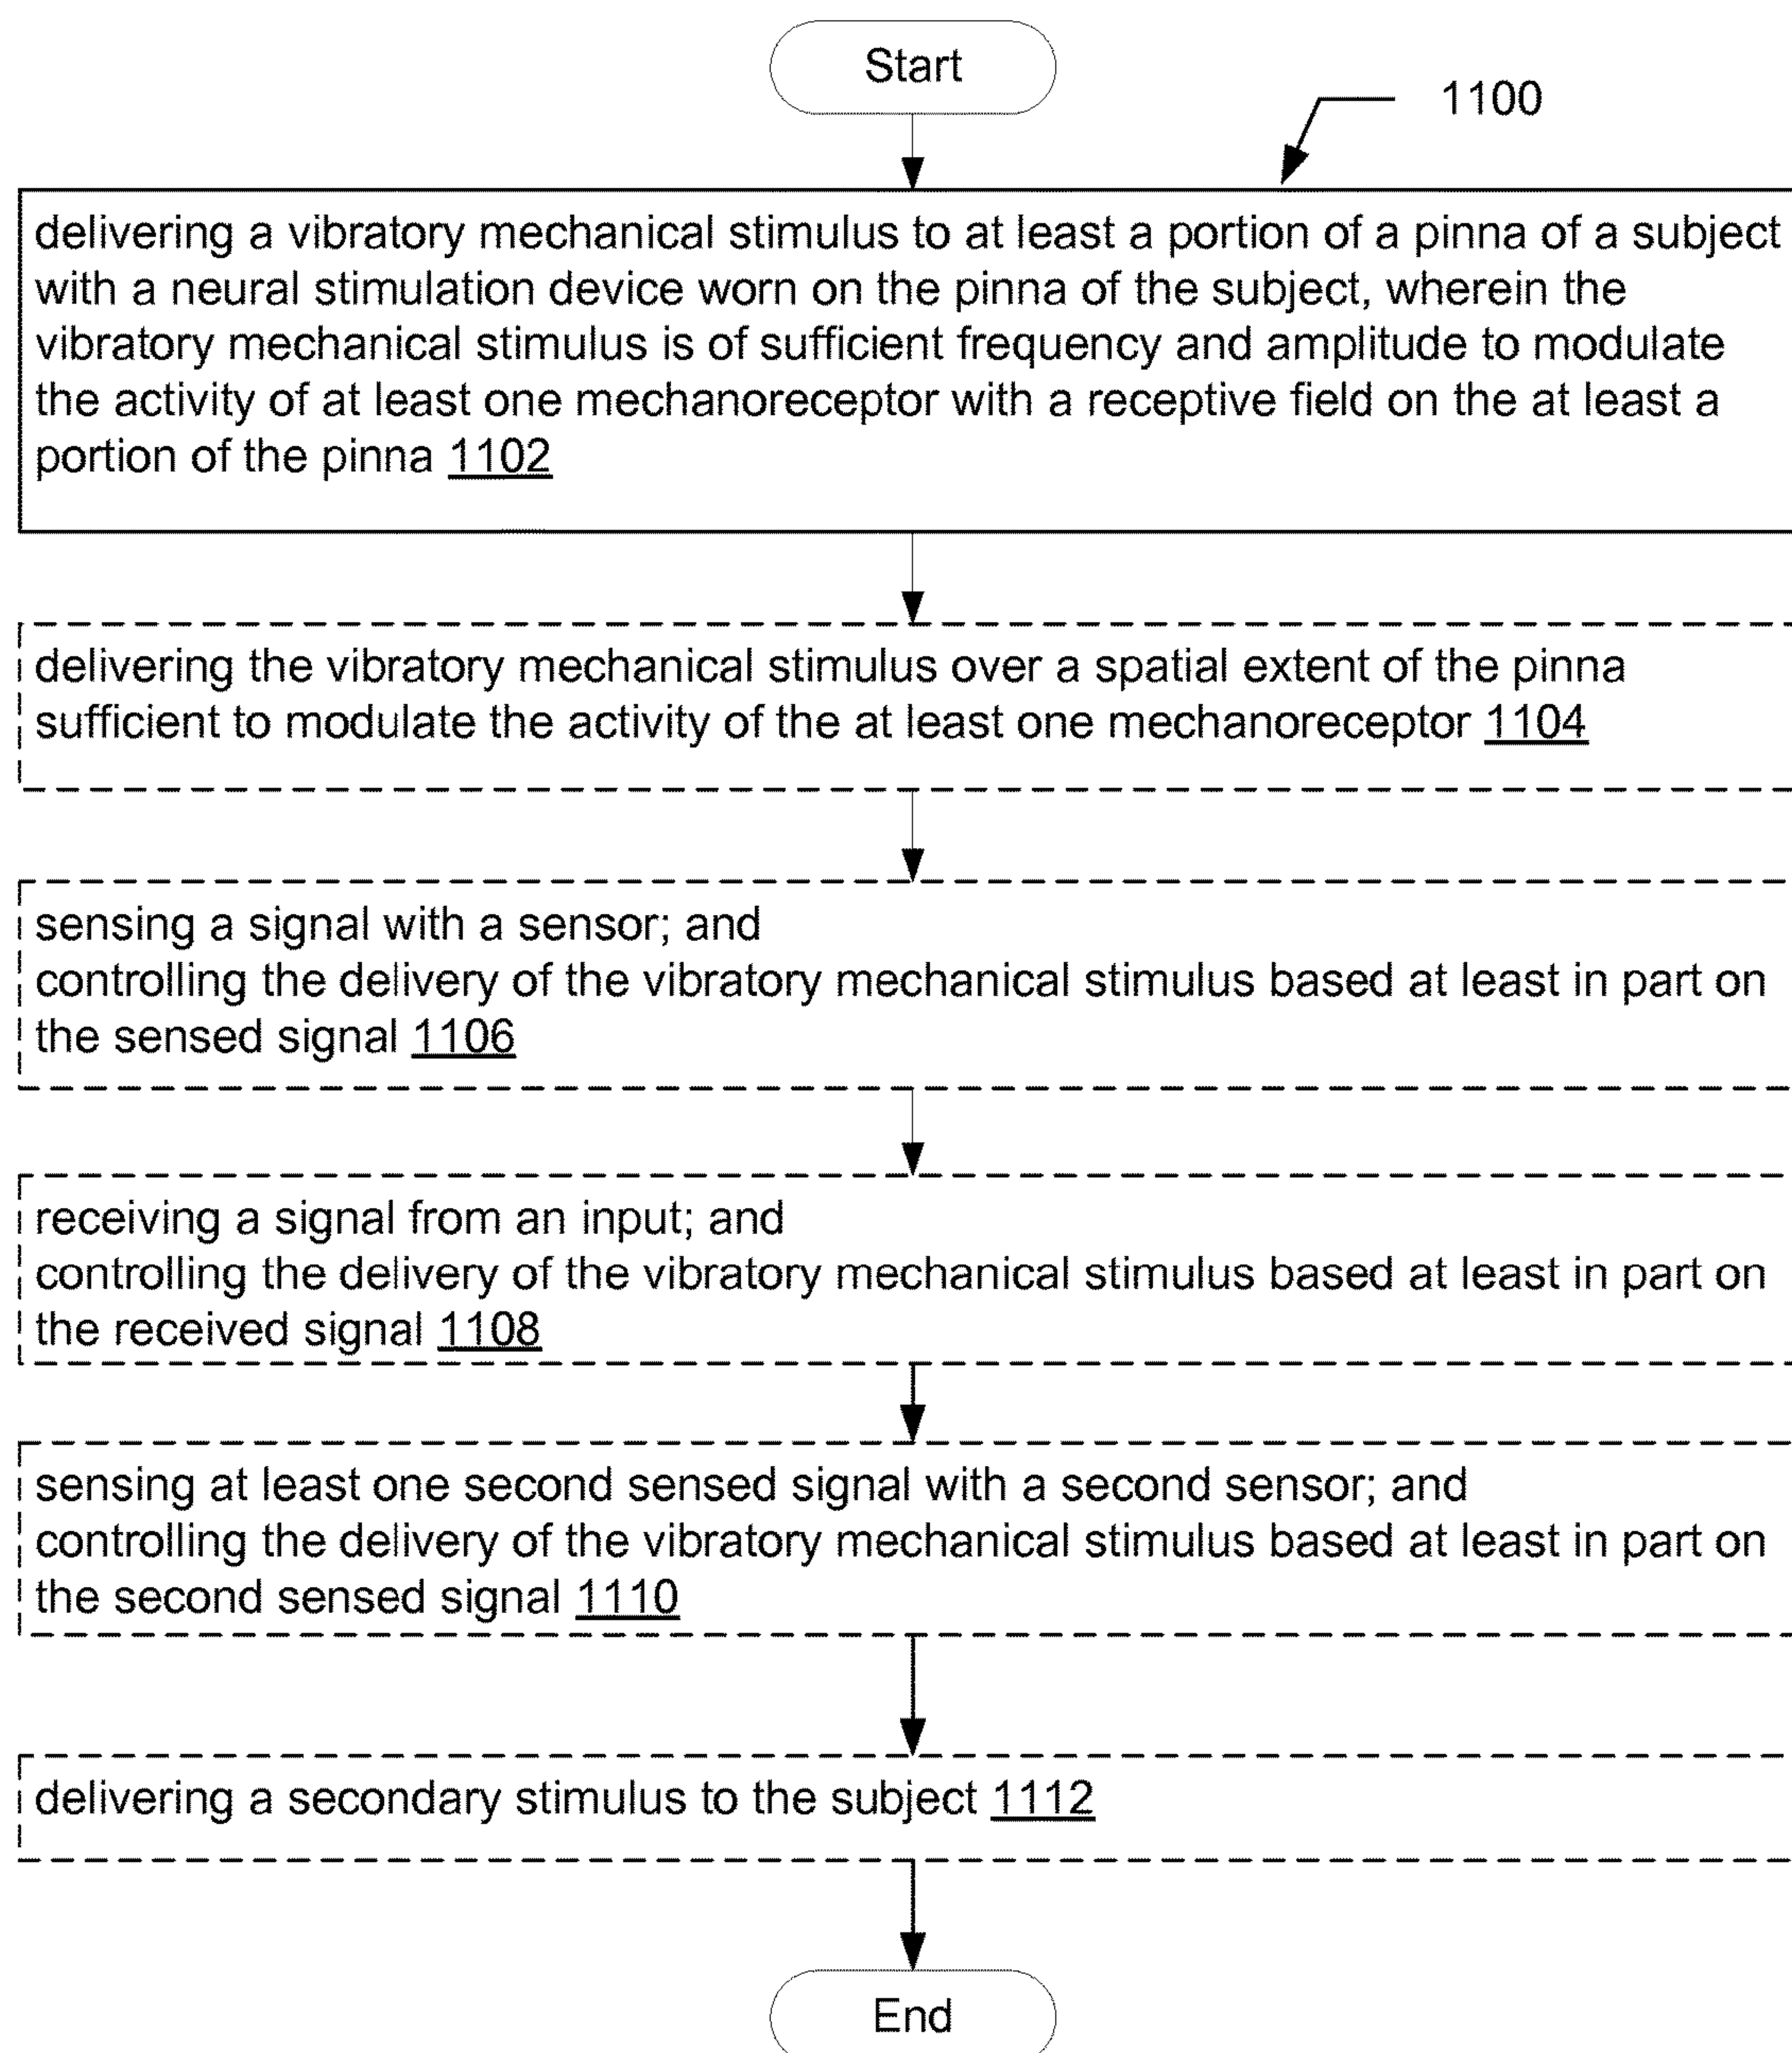 Start
1100
delivering a vibratory mechanical stimulus to at least a portion of a pinna of a subject
with a neural stimulation device worn on the pinna of the subject, wherein the
vibratory mechanical stimulus is of sufficient frequency and amplitude to modulate
the activity of at least one mechanoreceptor with a receptive field on the at least a
portion of the pinna 1102
delivering the vibratory mechanical stimulus over a spatial extent of the pinna
sufficient to modulate the activity of the at least one mechanoreceptor 1104
sensing a signal with a sensor; and
controlling the delivery of the vibratory mechanical stimulus based at least in part on
the sensed signal 1106
receiving a signal from an input; and
controlling the delivery of the vibratory mechanical stimulus based at least in part on
the received signal 1108
sensing at least one second sensed signal with a second sensor; and
controlling the delivery of the vibratory mechanical stimulus based at least in part on
the second sensed signal 1110
delivering a secondary stimulus to the subject 1112
End